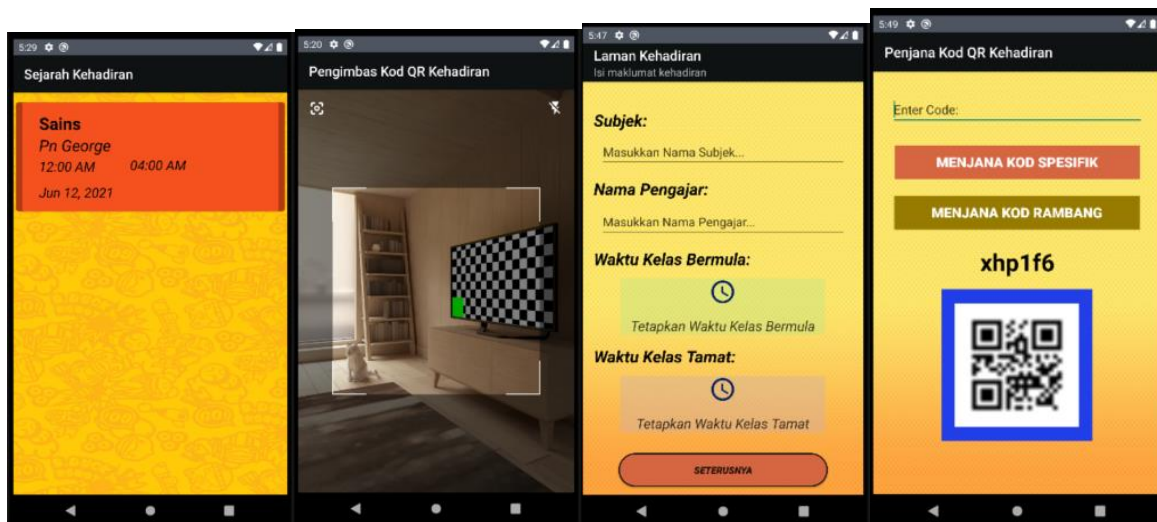 5:29
Sejarah Kehadiran
Sains
Pn George
12:00 AM 04:00 AM
Jun 12, 2021
5:20
Pengimbas Kod QR Kehadiran
5:47
Laman Kehadiran
Isi maklumat kehadiran
Subjek:
Masukkan Nama Subjek...
Nama Pengajar:
Masukkan Nama Pengajar...
Waktu Kelas Bermula:
Tetapkan Waktu Kelas Bermula
Waktu Kelas Tamat:
Tetapkan Waktu Kelas Tamat
SETERUSNYA
5:49
Penjana Kod QR Kehadiran
Enter Code:
MENJANA KOD SPESIFIK
MENJANA KOD RAMBANG
xhp1f6